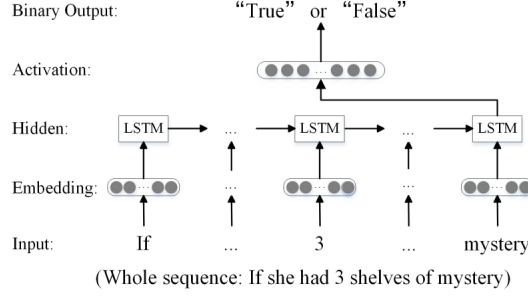 Binary Output: “True” or “False”
Activation: ...
Hidden: LSTM ... LSTM ... LSTM
Embedding: ... ... ... ... ...
Input: If ... 3 ... mystery
(Whole sequence: If she had 3 shelves of mystery)